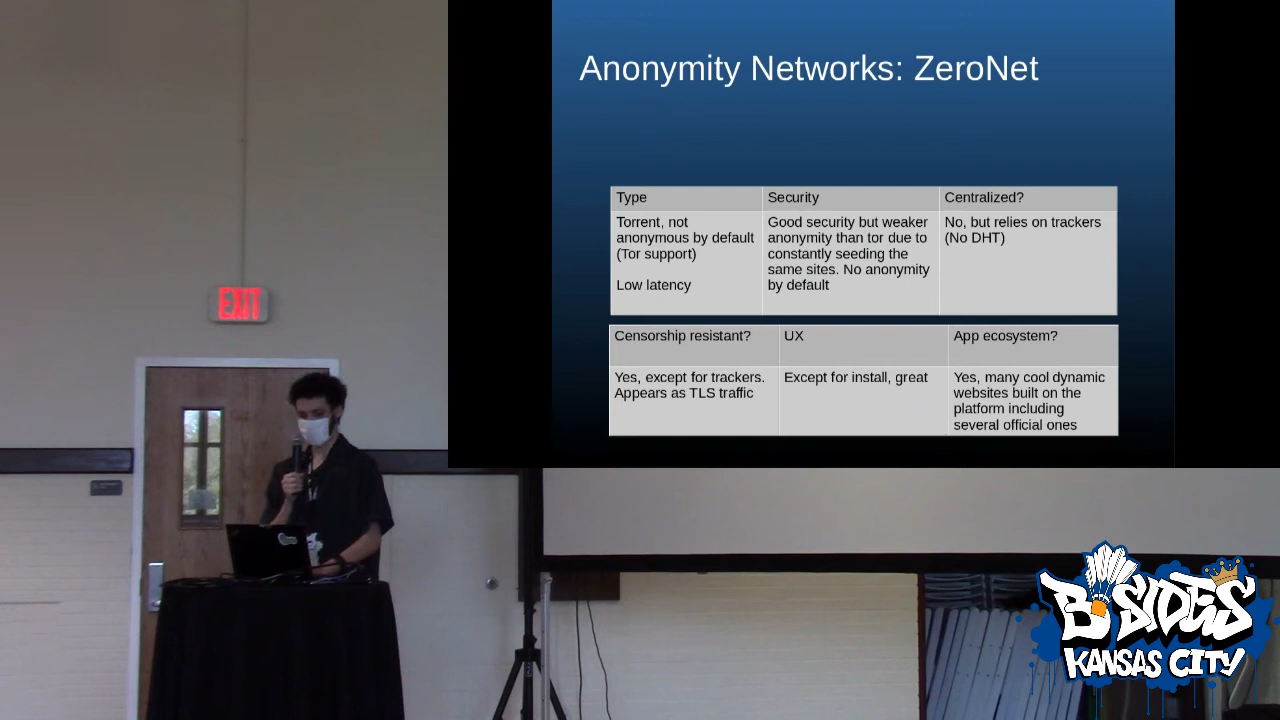 Anonymity Networks: ZeroNet
Type
Torrent, not
anonymous by default
(Tor support)
Low latency
Security
Good security but weaker
anonymity than tor due to
constantly seeding the
same sites. No anonymity
by default
Centralized?
No, but relies on trackers
(No DHT)
Censorship resistant?
Yes, except for trackers.
Appears as TLS traffic
UX
Except for install, great
App ecosystem?
Yes, many cool dynamic
websites built on the
platform including
several official ones
EXIT
BSIDES
KANSAS CITY